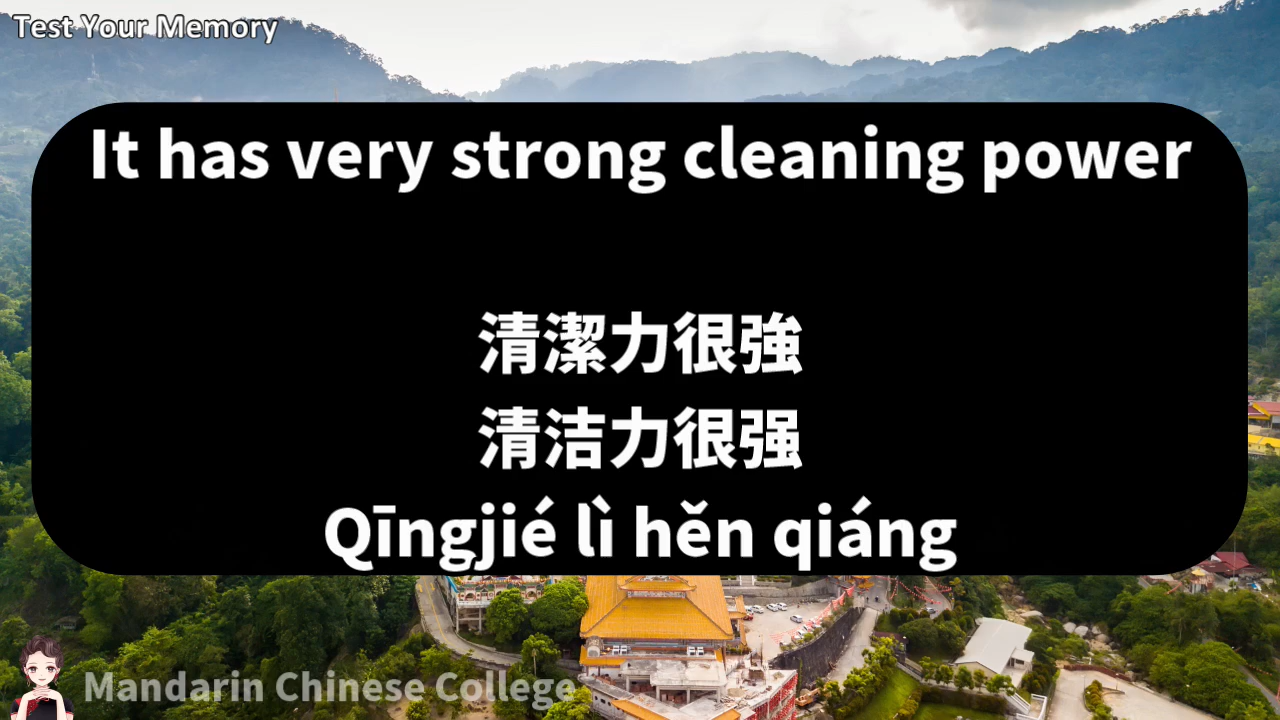 Test Your Memory
It has very strong cleaning power
清潔力很強
清洁力很强
Qīngjié lì hěn qiáng
Mandarin Chinese College